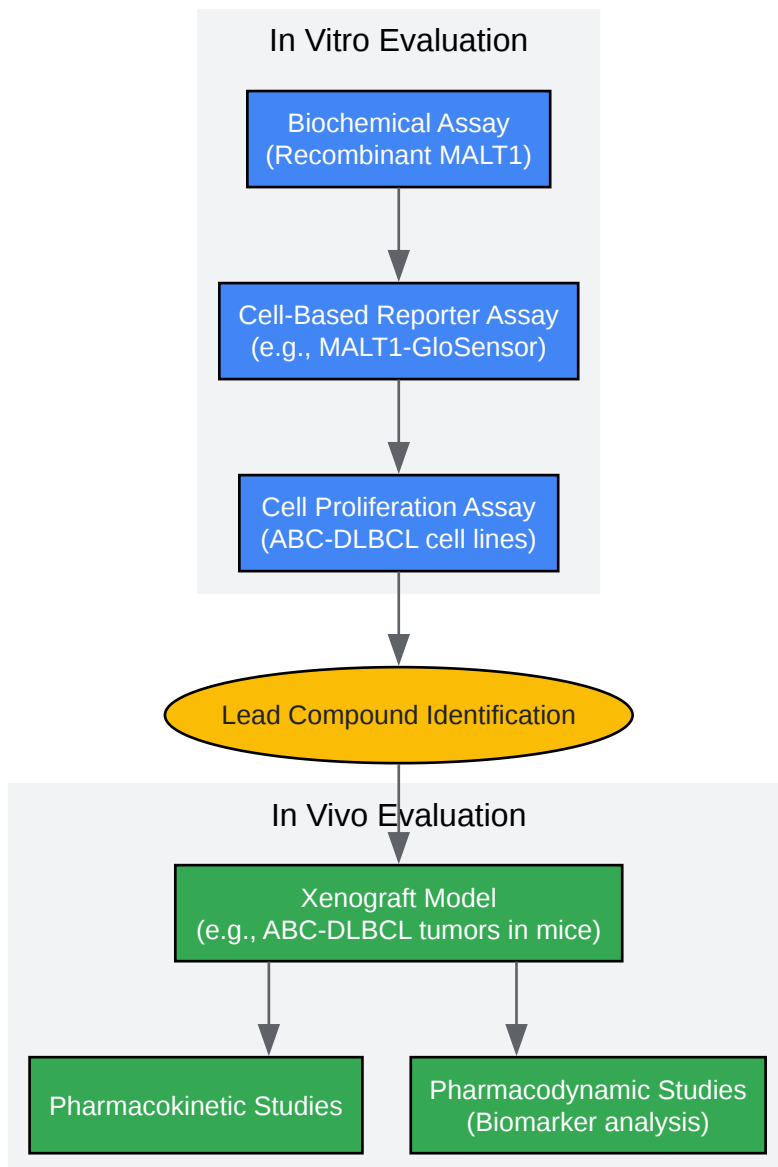 In Vitro Evaluation
Biochemical Assay
(Recombinant MALT1)
Cell-Based Reporter Assay
(e.g., MALT1-GloSensor)
Cell Proliferation Assay
(ABC-DLBCL cell lines)
Lead Compound Identification
In Vivo Evaluation
Xenograft Model
(e.g., ABC-DLBCL tumors in mice)
Pharmacokinetic Studies
Pharmacodynamic Studies
(Biomarker analysis)